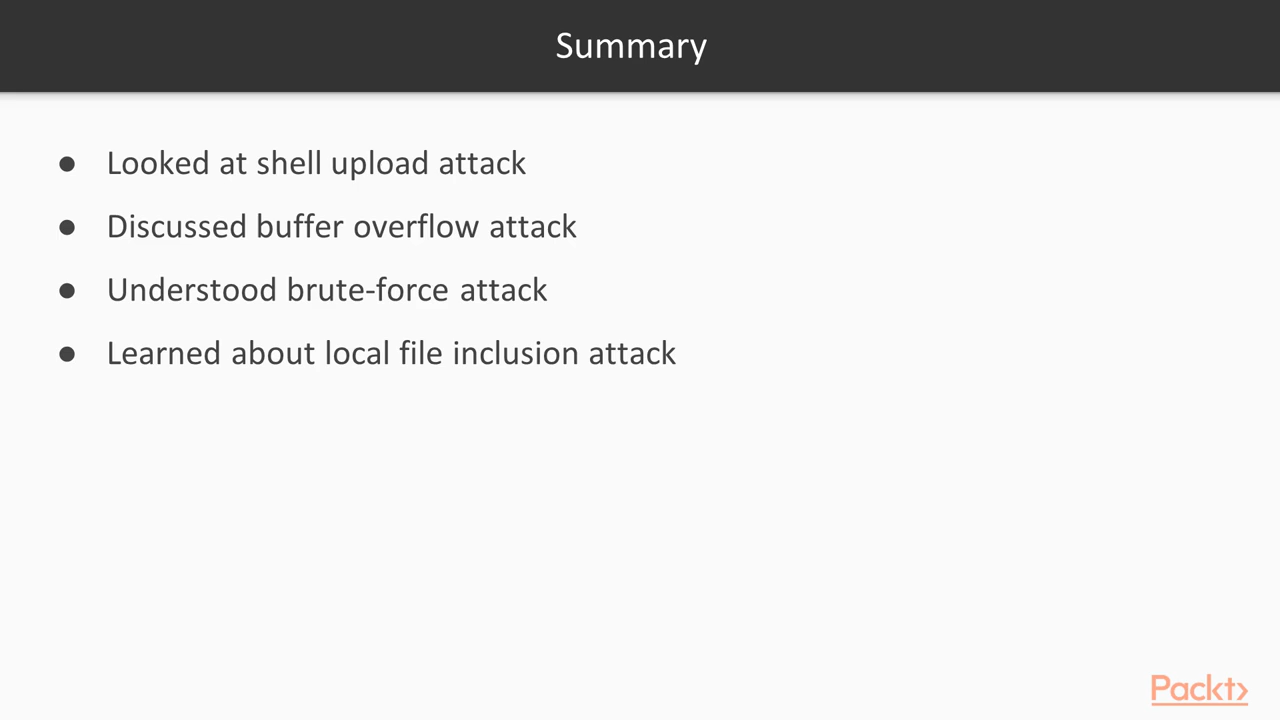 Summary
● Looked at shell upload attack
● Discussed buffer overflow attack
● Understood brute-force attack
● Learned about local file inclusion attack
Packt>